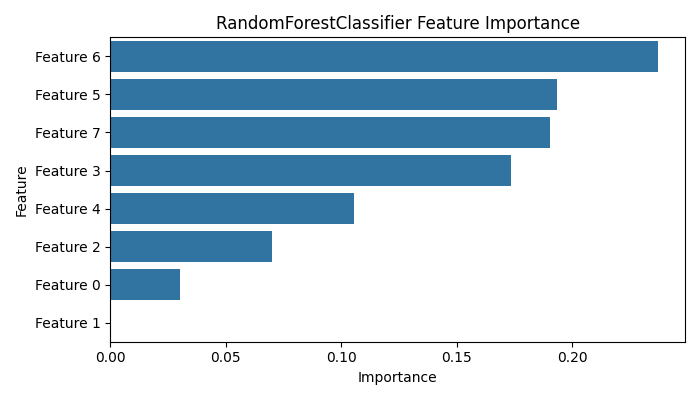 RandomForestClassifier Feature Importance
Feature
Feature 6
Feature 5
Feature 7
Feature 3
Feature 4
Feature 2
Feature 0
Feature 1
0.00 0.05 0.10 0.15 0.20
Importance